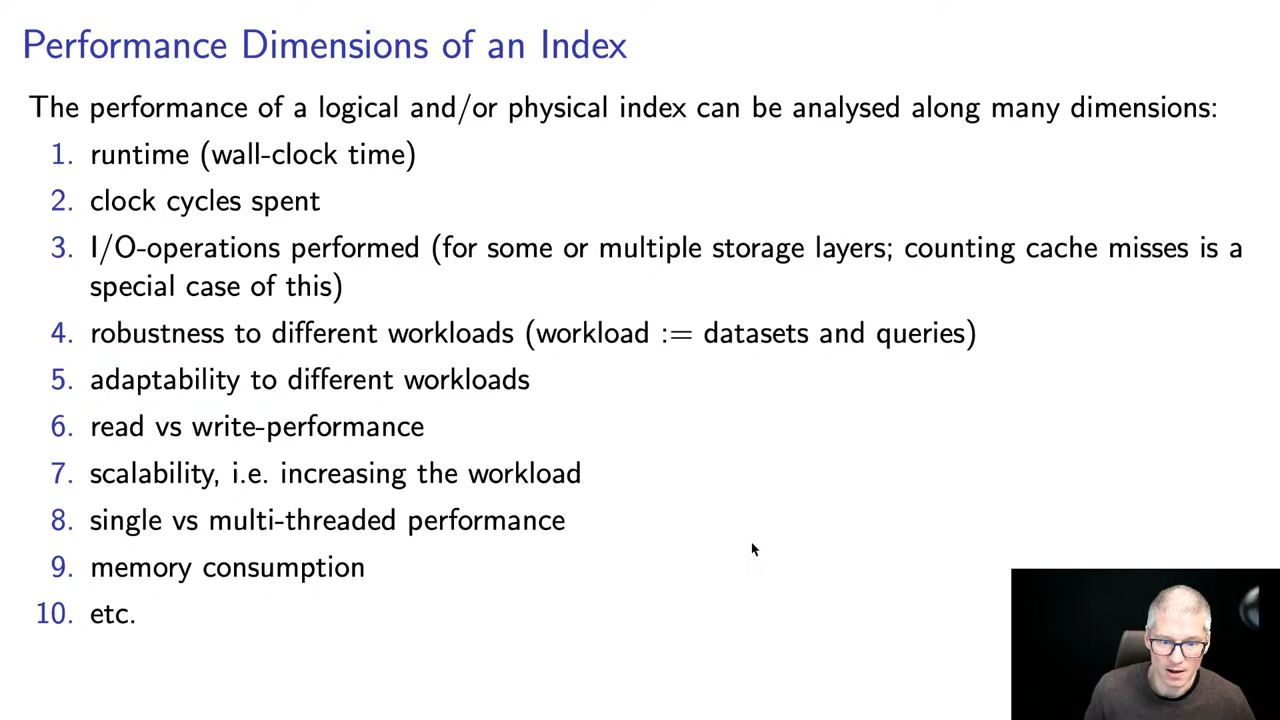 Performance Dimensions of an Index
The performance of a logical and/or physical index can be analysed along many dimensions:
1. runtime (wall-clock time)
2. clock cycles spent
3. I/O-operations performed (for some or multiple storage layers; counting cache misses is a
special case of this)
4. robustness to different workloads (workload := datasets and queries)
5. adaptability to different workloads
6. read vs write-performance
7. scalability, i.e. increasing the workload
8. single vs multi-threaded performance
9. memory consumption
10. etc.